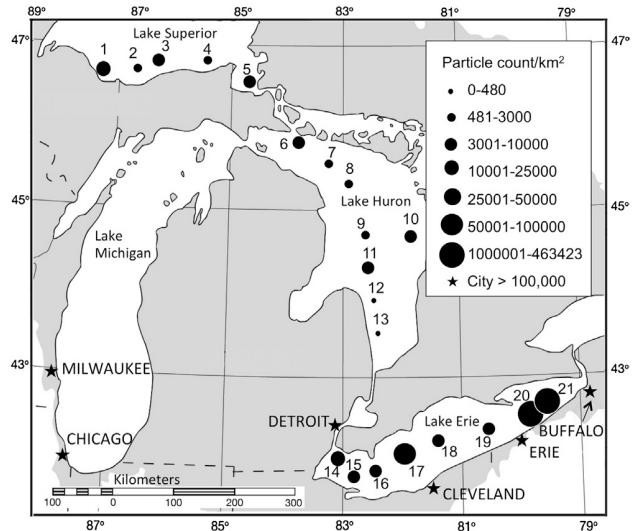 89° 87° 85° 83° 81° 79°
47° 47°
Lake Superior
1 2 3 4
5
Particle count/km²
0-480
481-3000
3001-10000
10001-25000
25001-50000
50001-100000
1000001-463423
City > 100,000
6 7
8
Lake Huron
45° 45°
9 10
11
12
13
Lake
Michigan
43° 43°
MILWAUKEE
CHICAGO
DETROIT
Lake Erie
20 21
BUFFALO
ERIE
19
18
17
14 15 16
CLEVELAND
Kilometers
100 0 100 200 300
87° 85° 83° 81° 79°